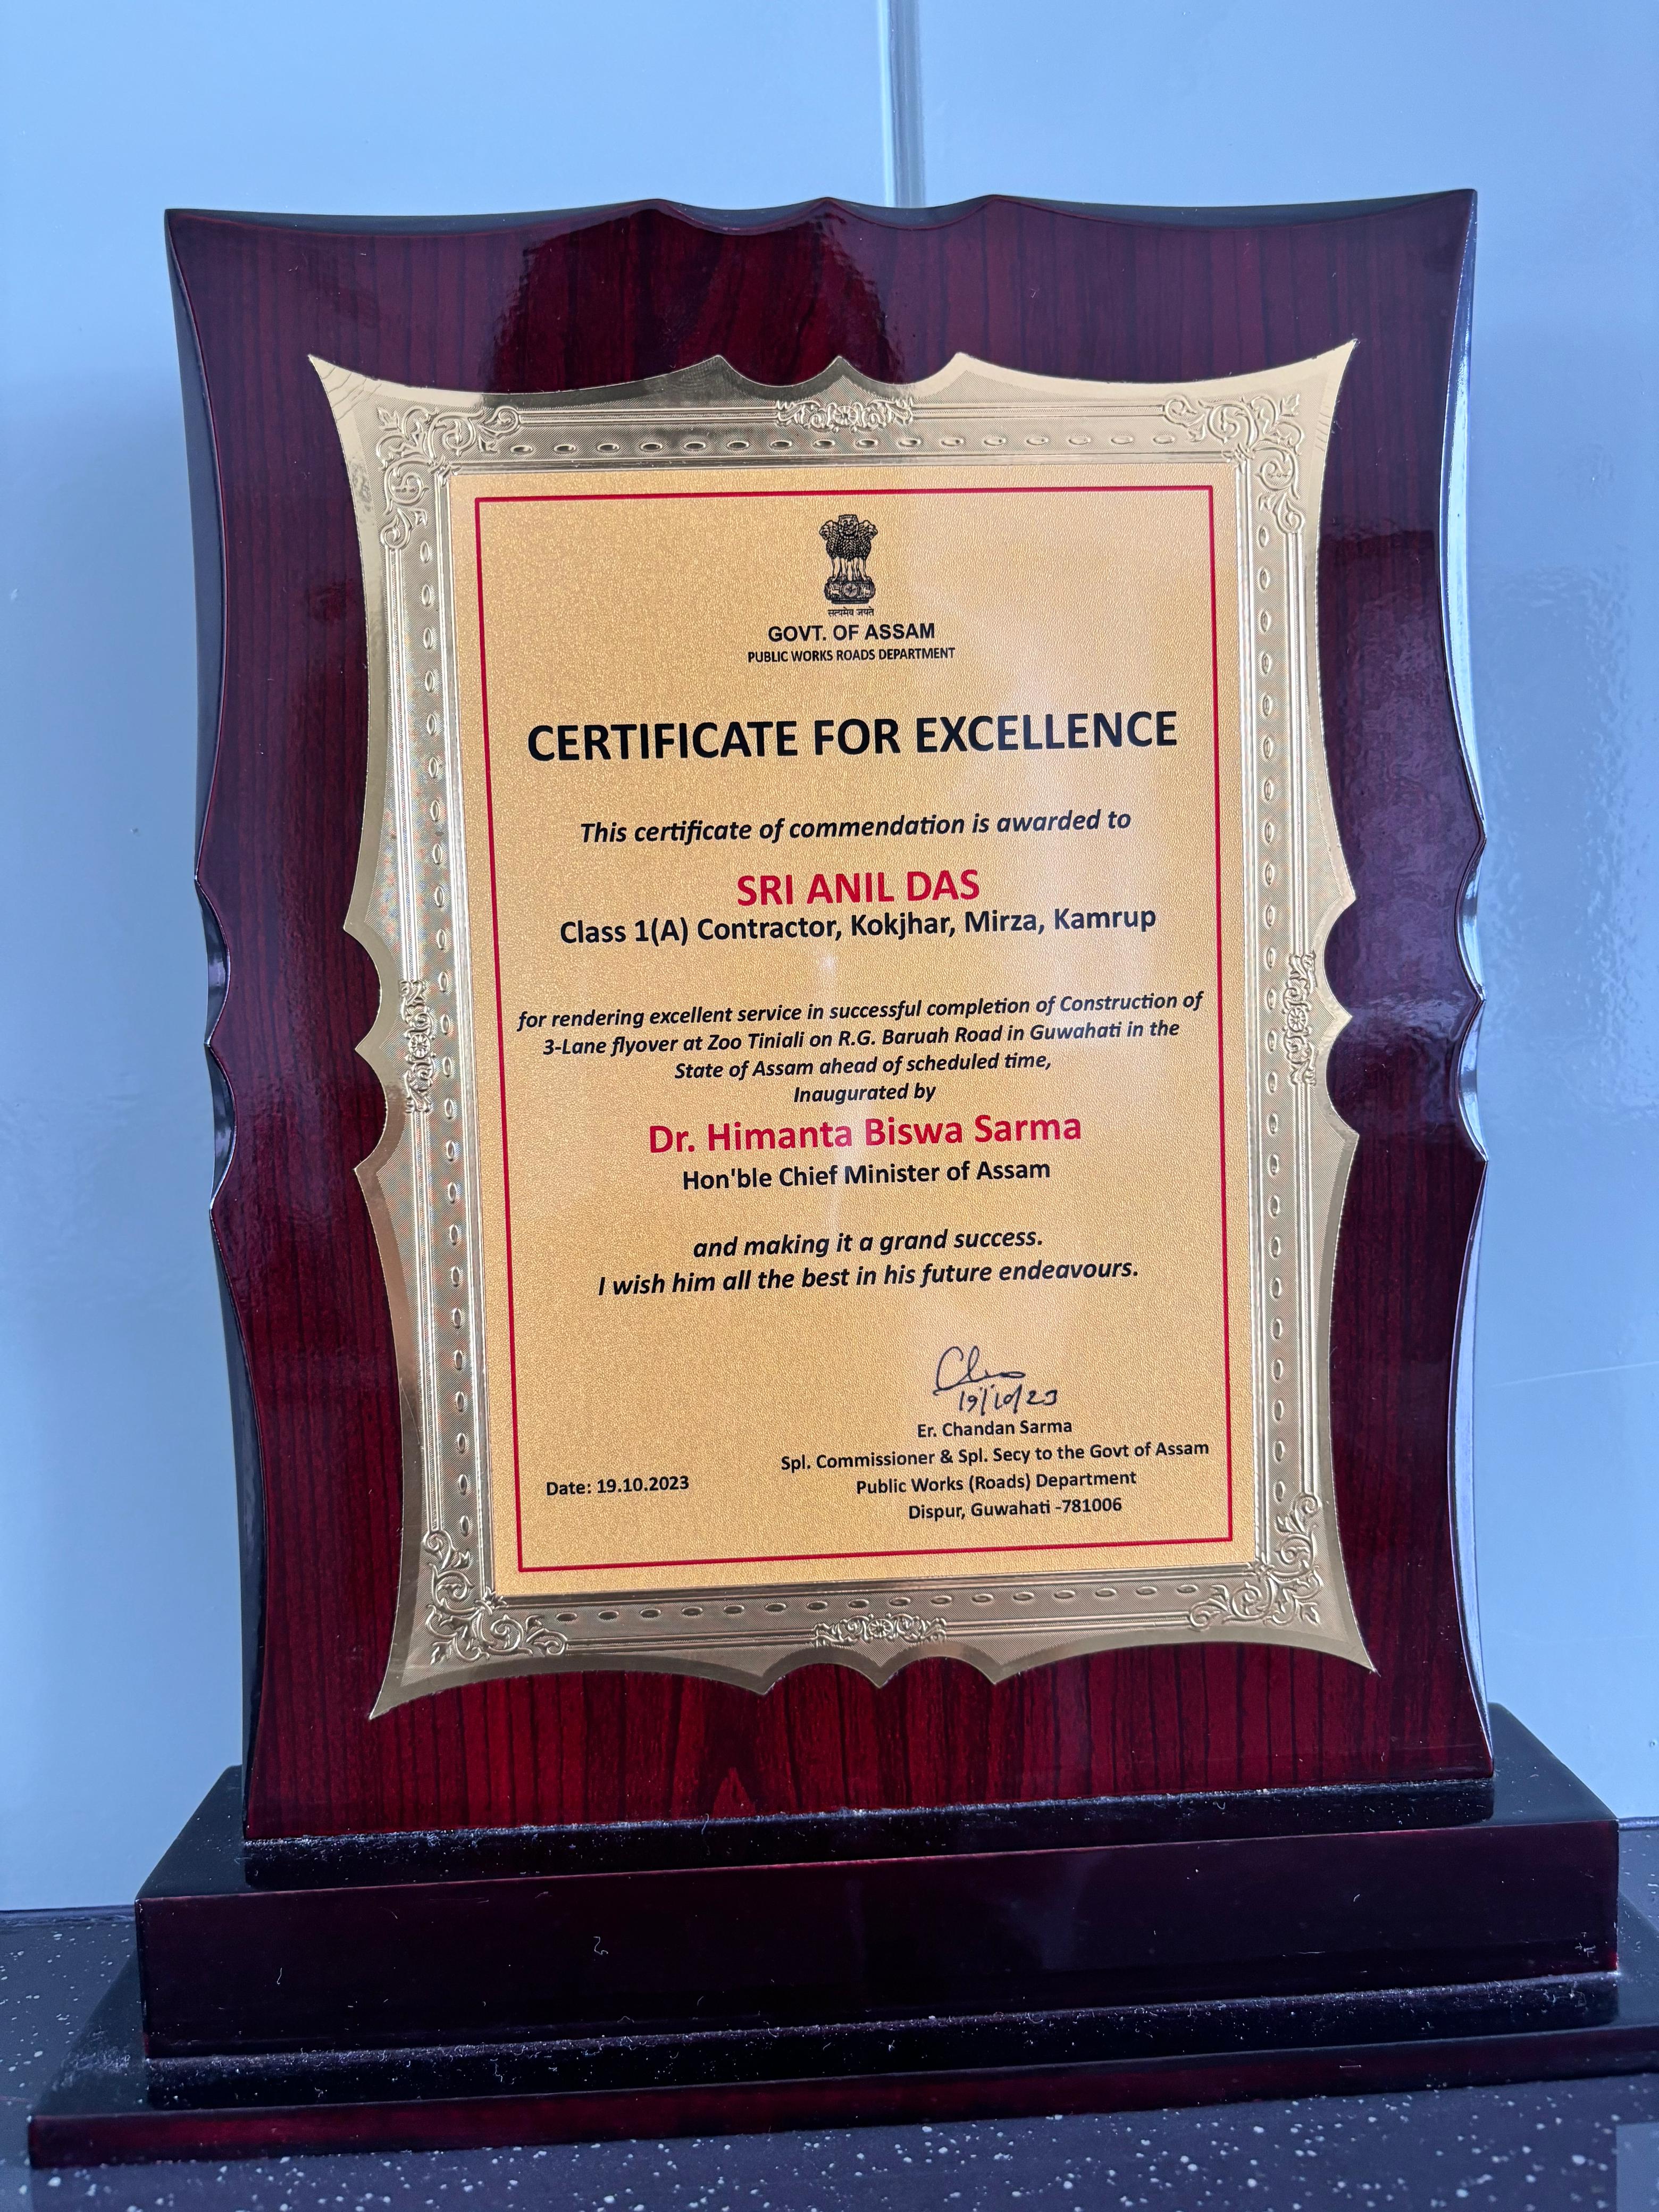 सत्यमेव जयते
GOVT. OF ASSAM
PUBLIC WORKS ROADS DEPARTMENT
CERTIFICATE FOR EXCELLENCE
This certificate of commendation is awarded to
SRI ANIL DAS
Class 1(A) Contractor, Kokjhar, Mirza, Kamrup
for rendering excellent service in successful completion of Construction of
3-Lane flyover at Zoo Tiniali on R.G. Baruah Road in Guwahati in the
State of Assam ahead of scheduled time,
Inaugurated by
Dr. Himanta Biswa Sarma
Hon'ble Chief Minister of Assam
and making it a grand success.
I wish him all the best in his future endeavours.
19/10/23
Er. Chandan Sarma
Spl. Commissioner & Spl. Secy to the Govt of Assam
Public Works (Roads) Department
Dispur, Guwahati -781006
Date: 19.10.2023